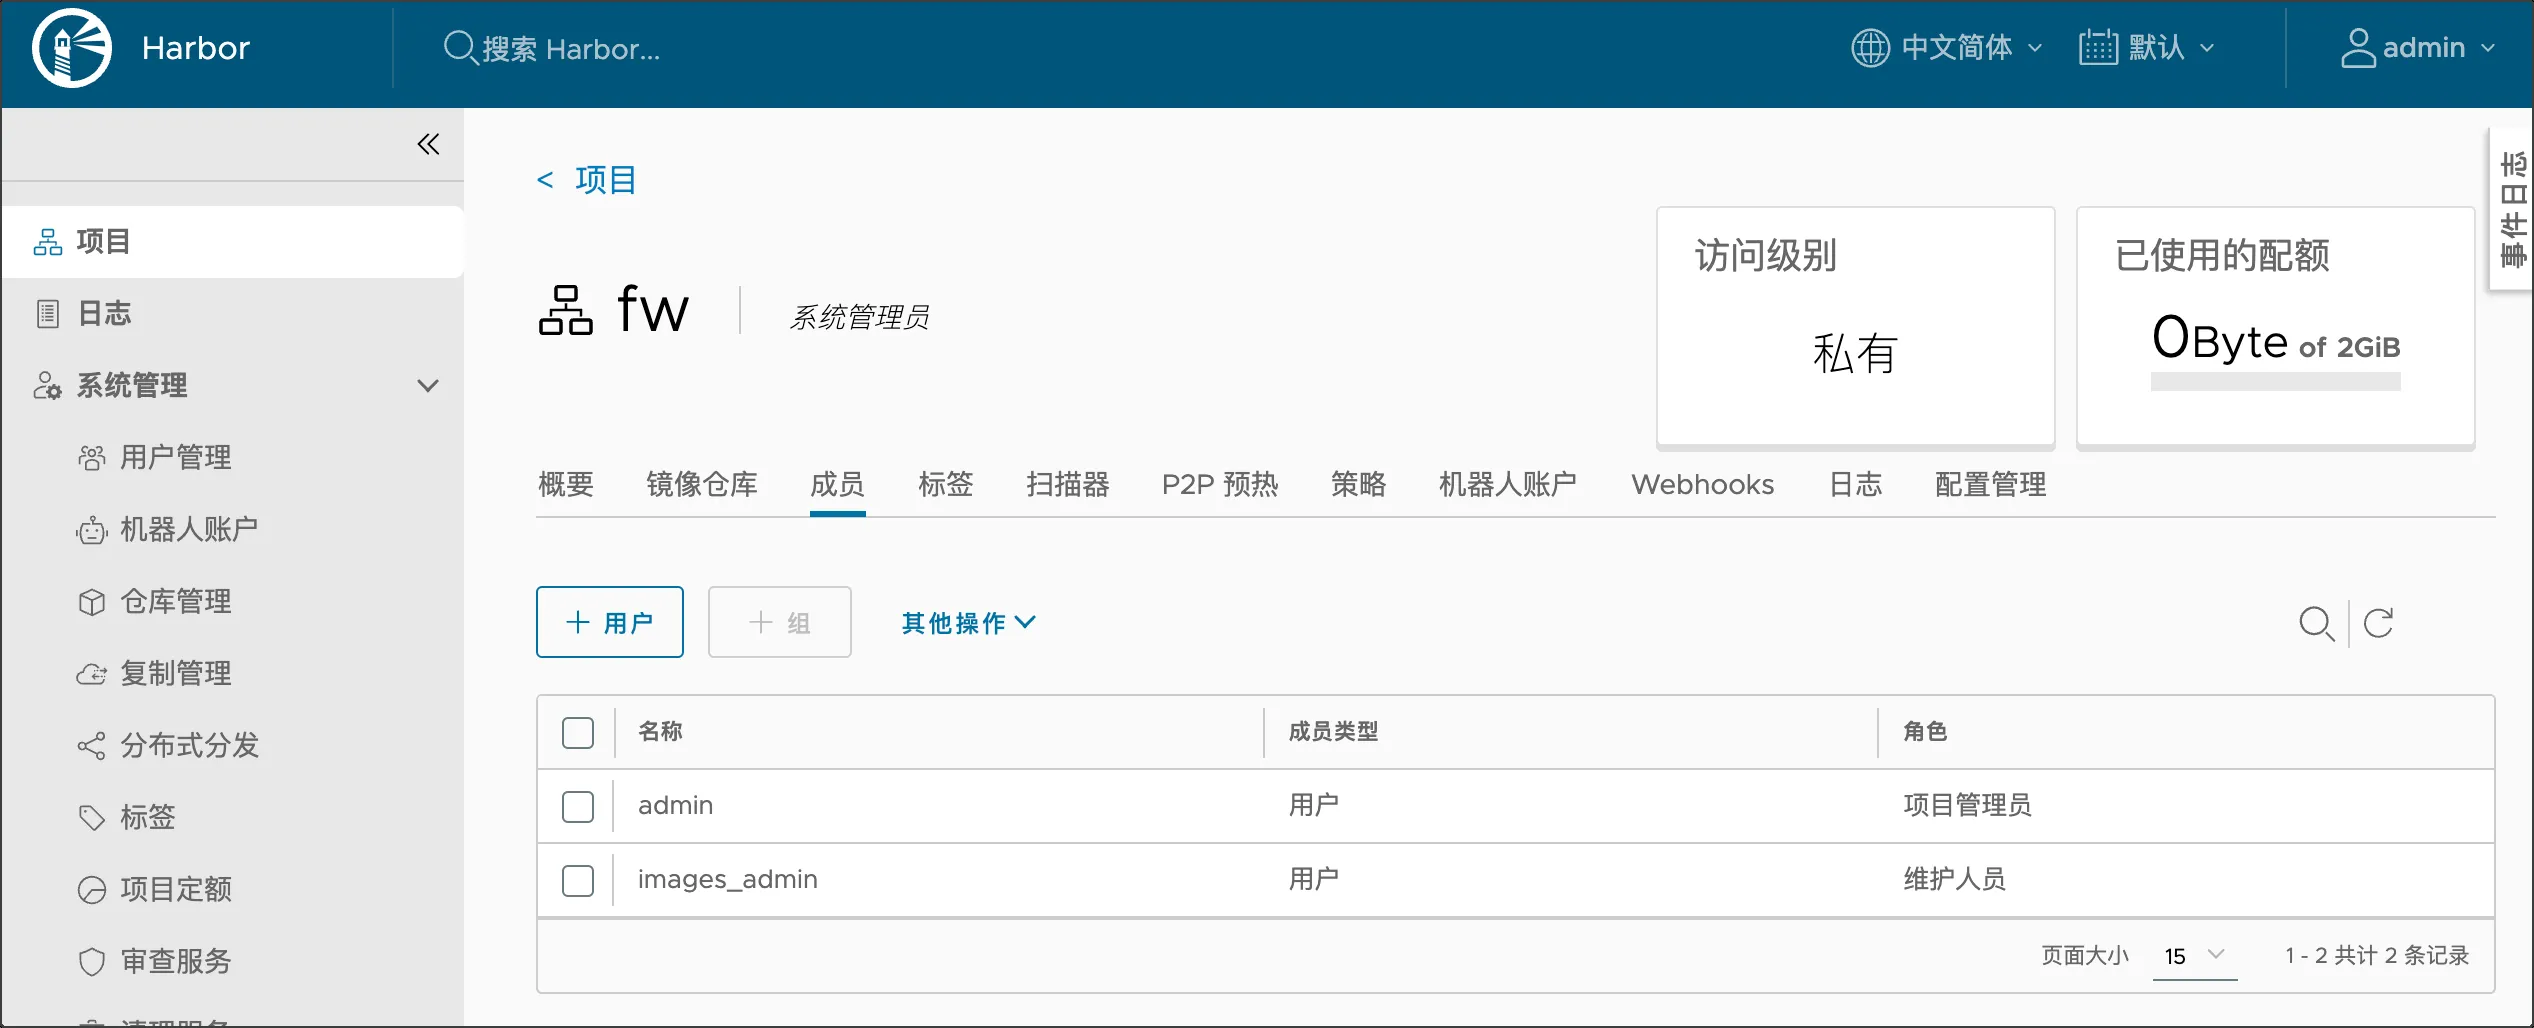 Harbor
搜索 Harbor...
中文简体
默认
admin
项目
日志
系统管理
用户管理
机器人账户
仓库管理
复制管理
分布式分发
标签
项目定额
审查服务
清理服务
< 项目
fw
系统管理员
访问级别
私有
已使用的配额
0Byte of 2GiB
事件日志
概要 镜像仓库 成员 标签 扫描器 P2P 预热 策略 机器人账户 Webhooks 日志 配置管理
+ 用户
+ 组
其他操作
名称 成员类型 角色
admin 用户 项目管理员
images_admin 用户 维护人员
页面大小 15 1 - 2 共计 2 条记录